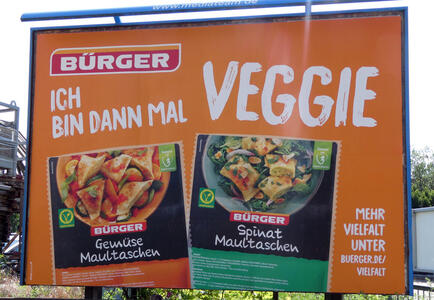 www.mediateam.de
BÜRGER
ICH
BIN DANN MAL
VEGGIE
BÜRGER
Gemüse
Maultaschen
BÜRGER
Spinat
Maultaschen
MEHR
VIELFALT
UNTER
BUERGER.DE/
VIELFALT